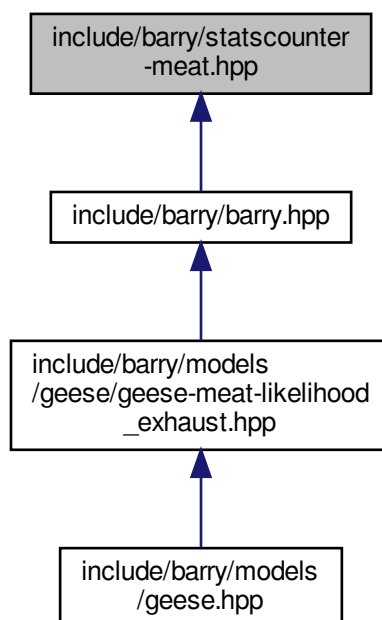 include/barry/statscounter
-meat.hpp
include/barry/barry.hpp
include/barry/models
/geese/geese-meat-likelihood
_exhaust.hpp
include/barry/models
/geese.hpp